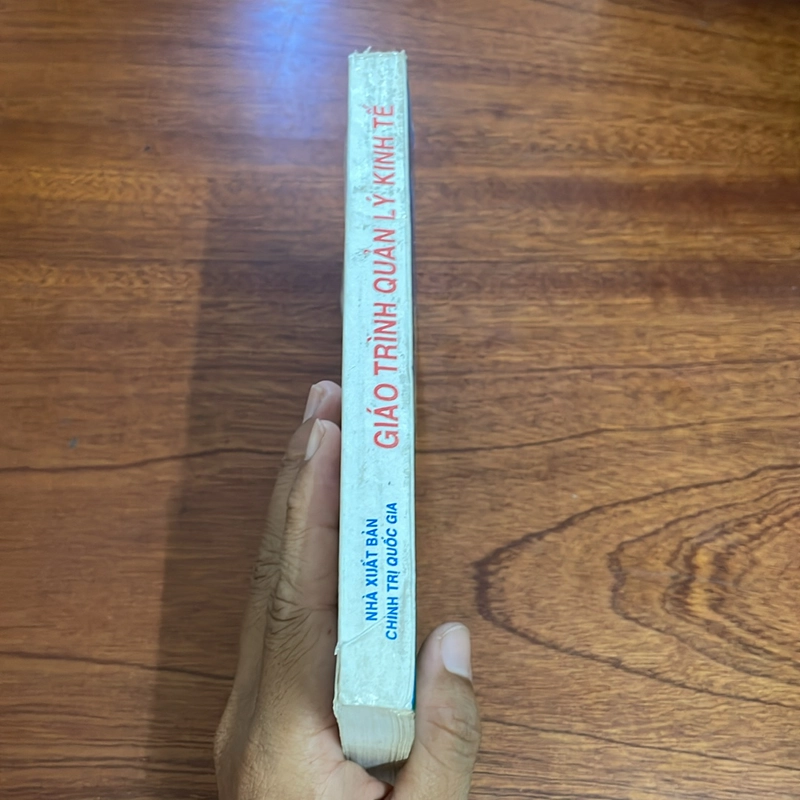 GIÁO TRÌNH QUẢN LÝ KINH TẾ
NHÀ XUẤT BẢN
CHÍNH TRỊ QUỐC GIA